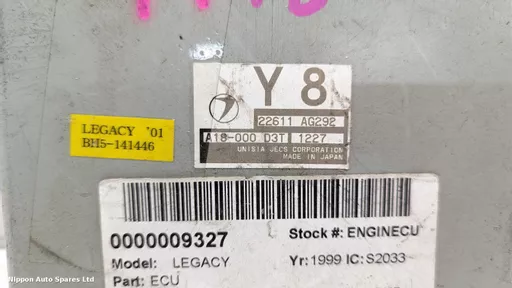 Y 8
22611 AG292
A18-000 D3T 1227
UNISIA JECS CORPORATION
MADE IN JAPAN
LEGACY '01
BH5-141446
0000009327
Stock #: ENGINECU
Model: LEGACY
Yr: 1999 IC: S2033
Part: ECU
Nippon Auto Spares Ltd